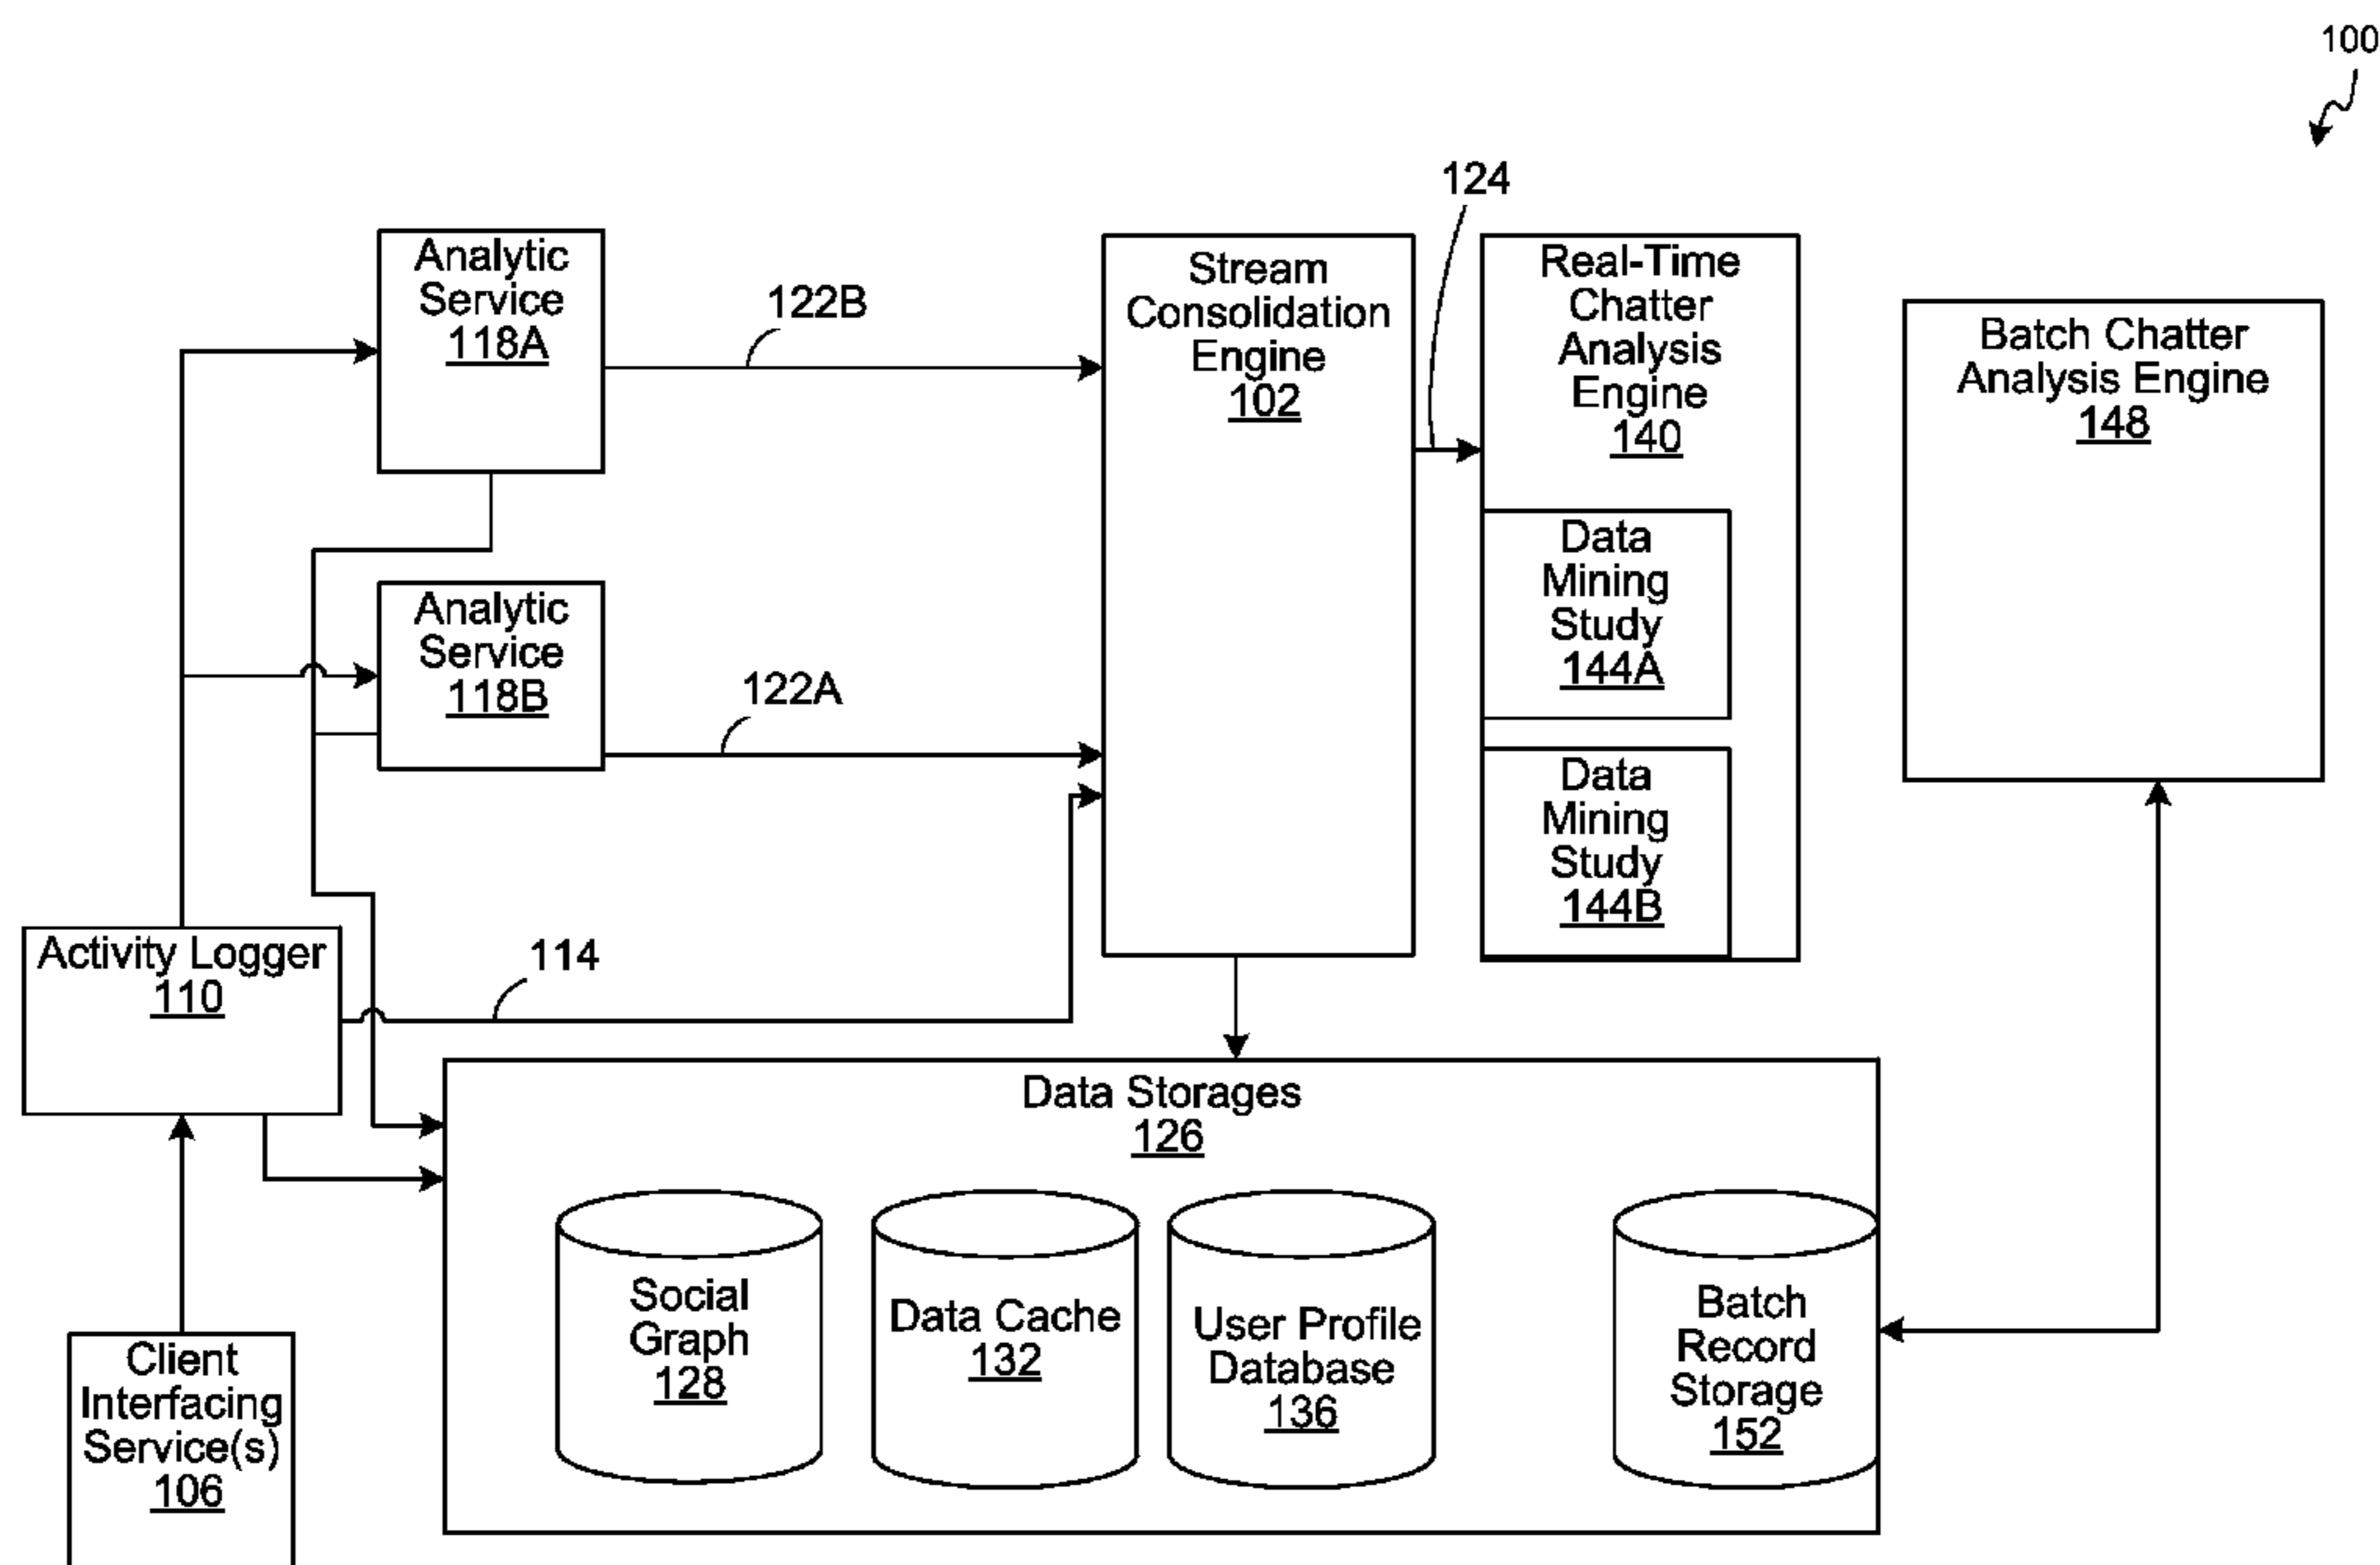 100
124
Analytic
Service
118A
122B
Stream
Consolidation
Engine
102
Real-Time
Chatter
Analysis
Engine
140
Batch Chatter
Analysis Engine
148
Data
Mining
Study
144A
Analytic
Service
118B
122A
Data
Mining
Study
144B
Activity Logger
110
114
Data Storages
126
Social
Graph
128
Data Cache
132
User Profile
Database
136
Batch
Record
Storage
152
Client
Interfacing
Service(s)
106